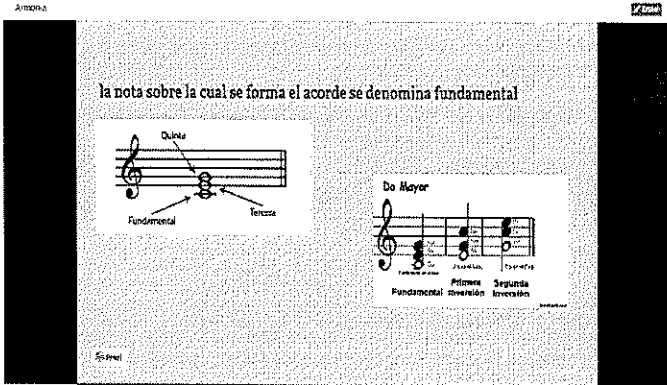 Armonia
la nota sobre la cual se forma el acorde se denomina fundamental
Quinta
Fundamental
Tercera
Do Mayor
Fundamental
Primera
inversión
Segunda
inversión